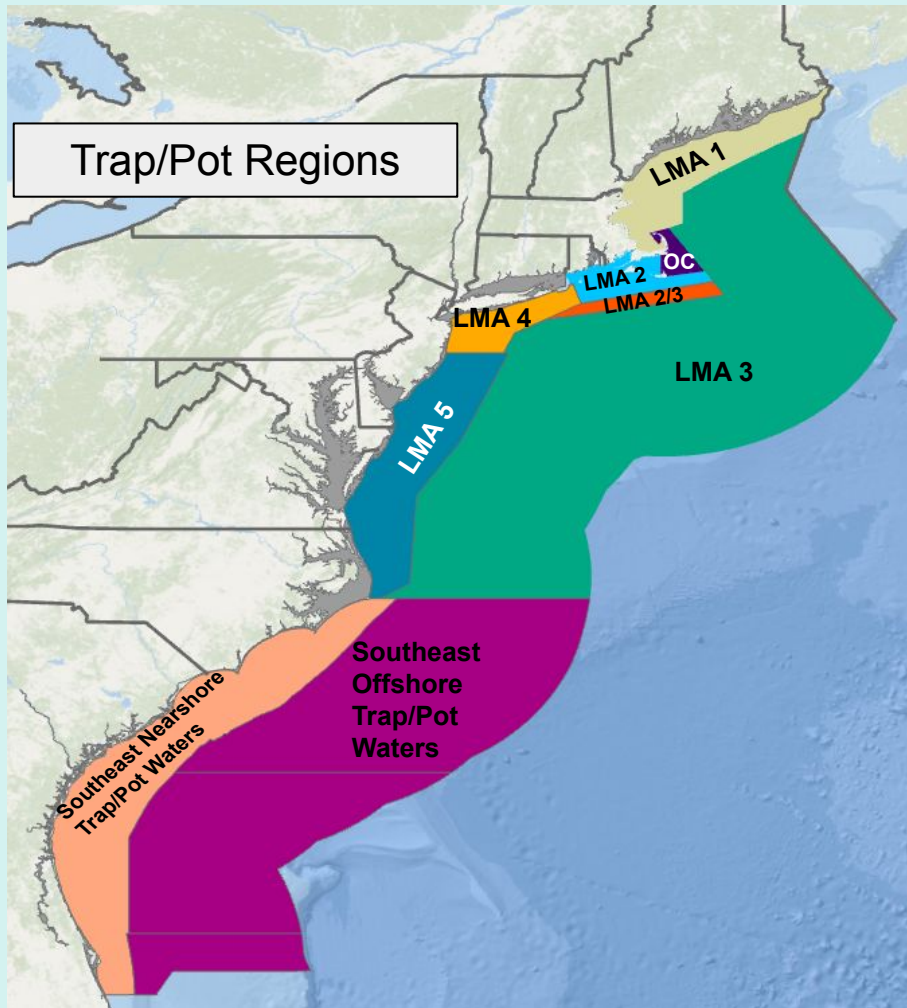 Trap/Pot Regions
LMA 1
OC
LMA 2
LMA 2/3
LMA 4
LMA 3
LMA 5
Southeast
Offshore
Trap/Pot
Waters
Southeast Nearshore
Trap/Pot Waters